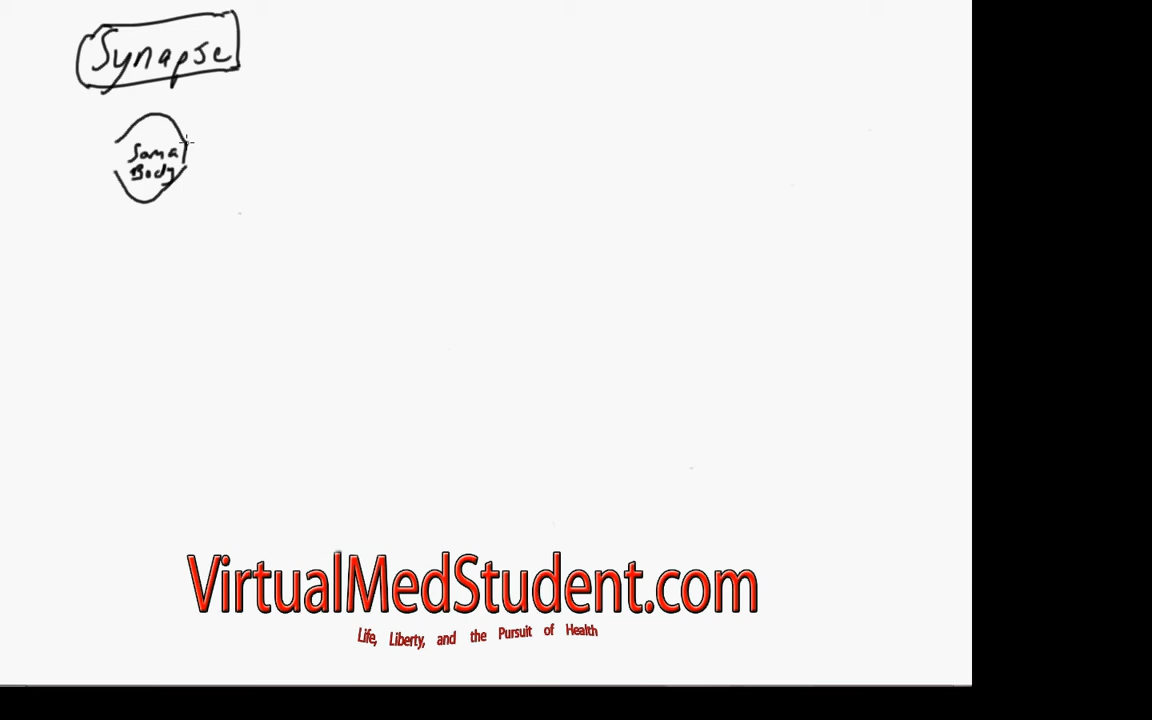 Synapse
Soma
Body
VirtualMedStudent.com
Life, Liberty, and the Pursuit of Health